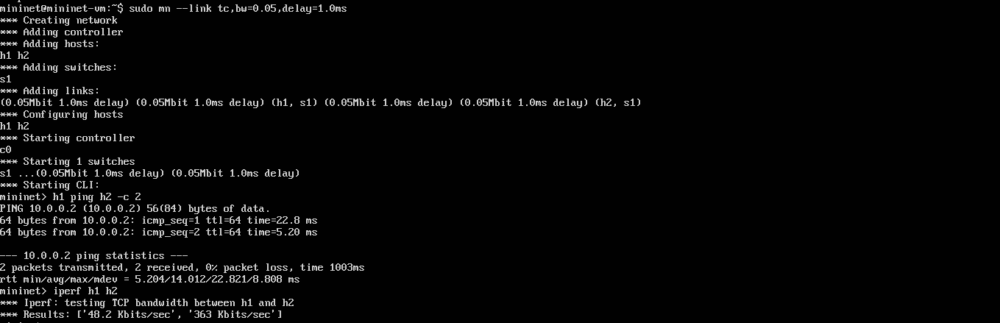 mininet@mininet-vm:~$ sudo mn --link tc,bw=0.05,delay=1.0ms
*** Creating network
*** Adding controller
*** Adding hosts:
h1 h2
*** Adding switches:
s1
*** Adding links:
(0.05Mbit 1.0ms delay) (0.05Mbit 1.0ms delay) (h1, s1) (0.05Mbit 1.0ms delay) (0.05Mbit 1.0ms delay) (h2, s1)
*** Configuring hosts
h1 h2
*** Starting controller
c0
*** Starting 1 switches
s1 ...(0.05Mbit 1.0ms delay) (0.05Mbit 1.0ms delay)
*** Starting CLI:
mininet> h1 ping h2 -c 2
PING 10.0.0.2 (10.0.0.2) 56(84) bytes of data.
64 bytes from 10.0.0.2: icmp_seq=1 ttl=64 time=22.8 ms
64 bytes from 10.0.0.2: icmp_seq=2 ttl=64 time=5.20 ms

--- 10.0.0.2 ping statistics ---
2 packets transmitted, 2 received, 0% packet loss, time 1003ms
rtt min/avg/max/mdev = 5.204/14.012/22.821/8.808 ms
mininet> iperf h1 h2
*** Iperf: testing TCP bandwidth between h1 and h2
*** Results: ['48.2 Kbits/sec', '363 Kbits/sec']